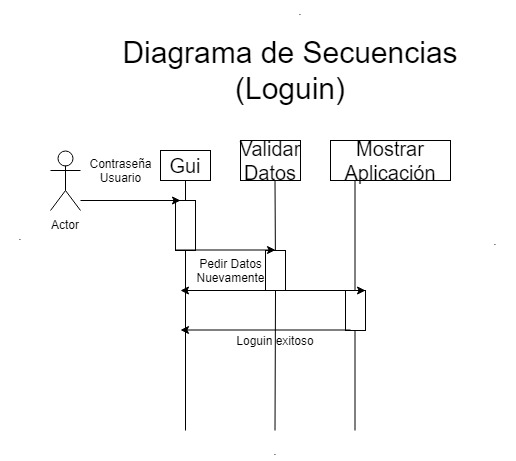 Diagrama de Secuencias
(Loguin)
Contraseña
Usuario
Gui
Validar
Datos
Mostrar
Aplicación
Actor
Pedir Datos
Nuevamente
Loguin exitoso